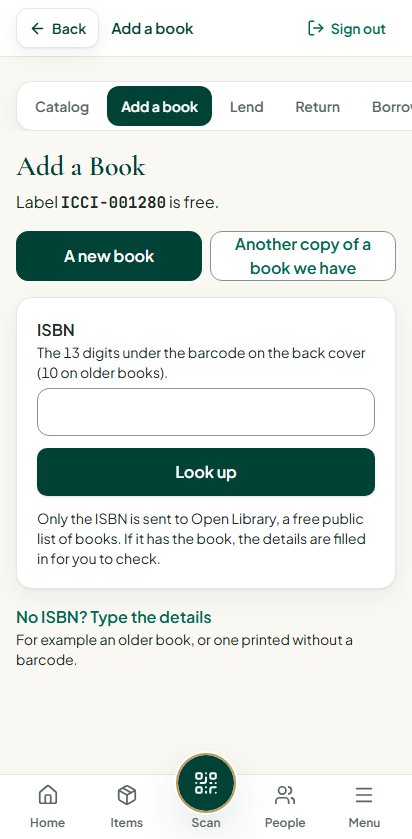 Back
Add a book
Sign out
Catalog
Add a book
Lend
Return
Add a Book
Label ICCI-001280 is free.
A new book
Another copy of a
book we have
ISBN
The 13 digits under the barcode on the back cover
(10 on older books).
Look up
Only the ISBN is sent to Open Library, a free public
list of books. If it has the book, the details are filled
in for you to check.
No ISBN? Type the details
For example an older book, or one printed without a
barcode.
Home
Items
Scan
People
Menu